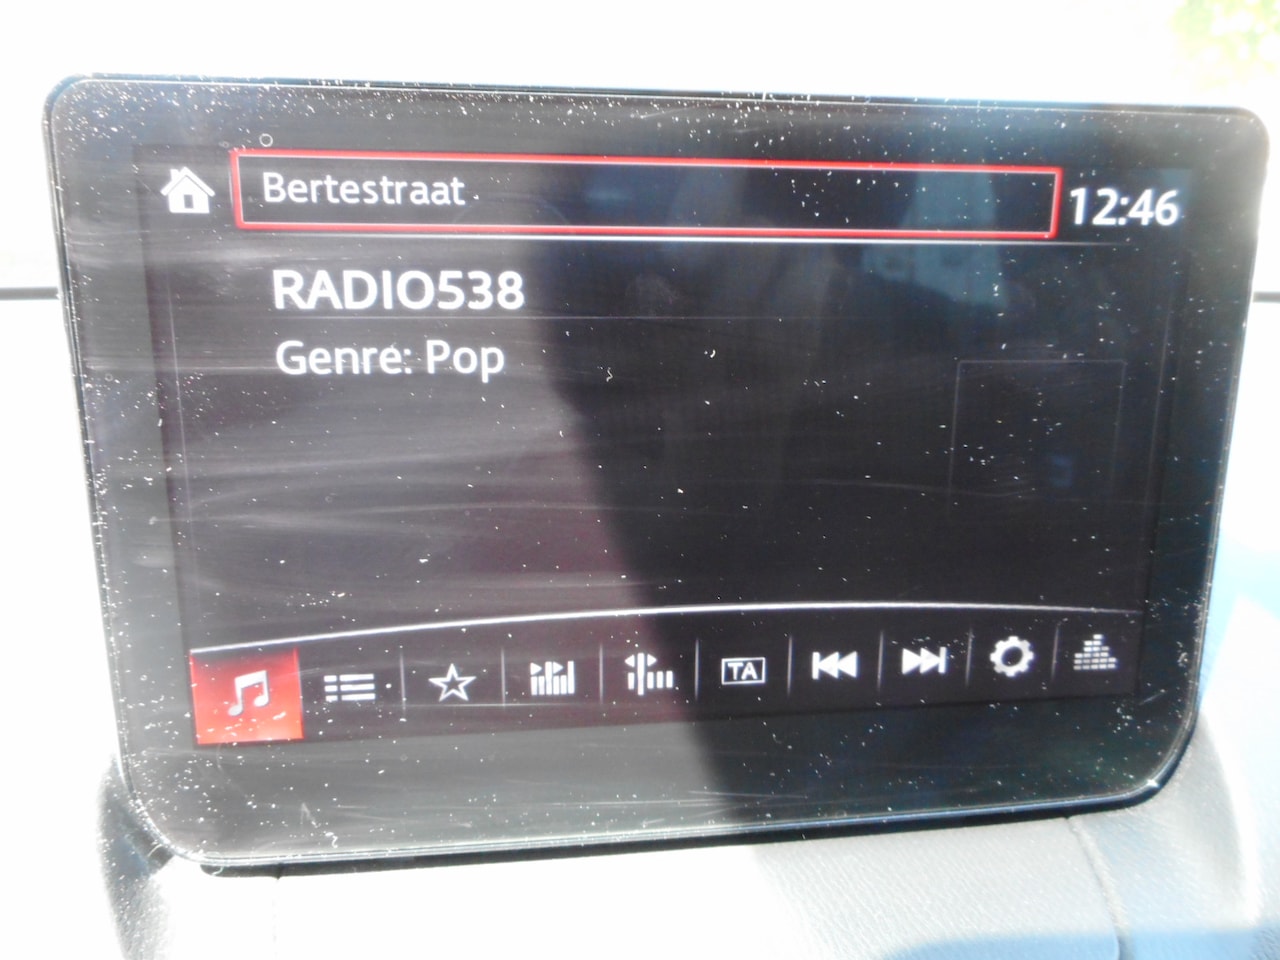 Bertestraat
12:46
RADIO538
Genre: Pop
TA